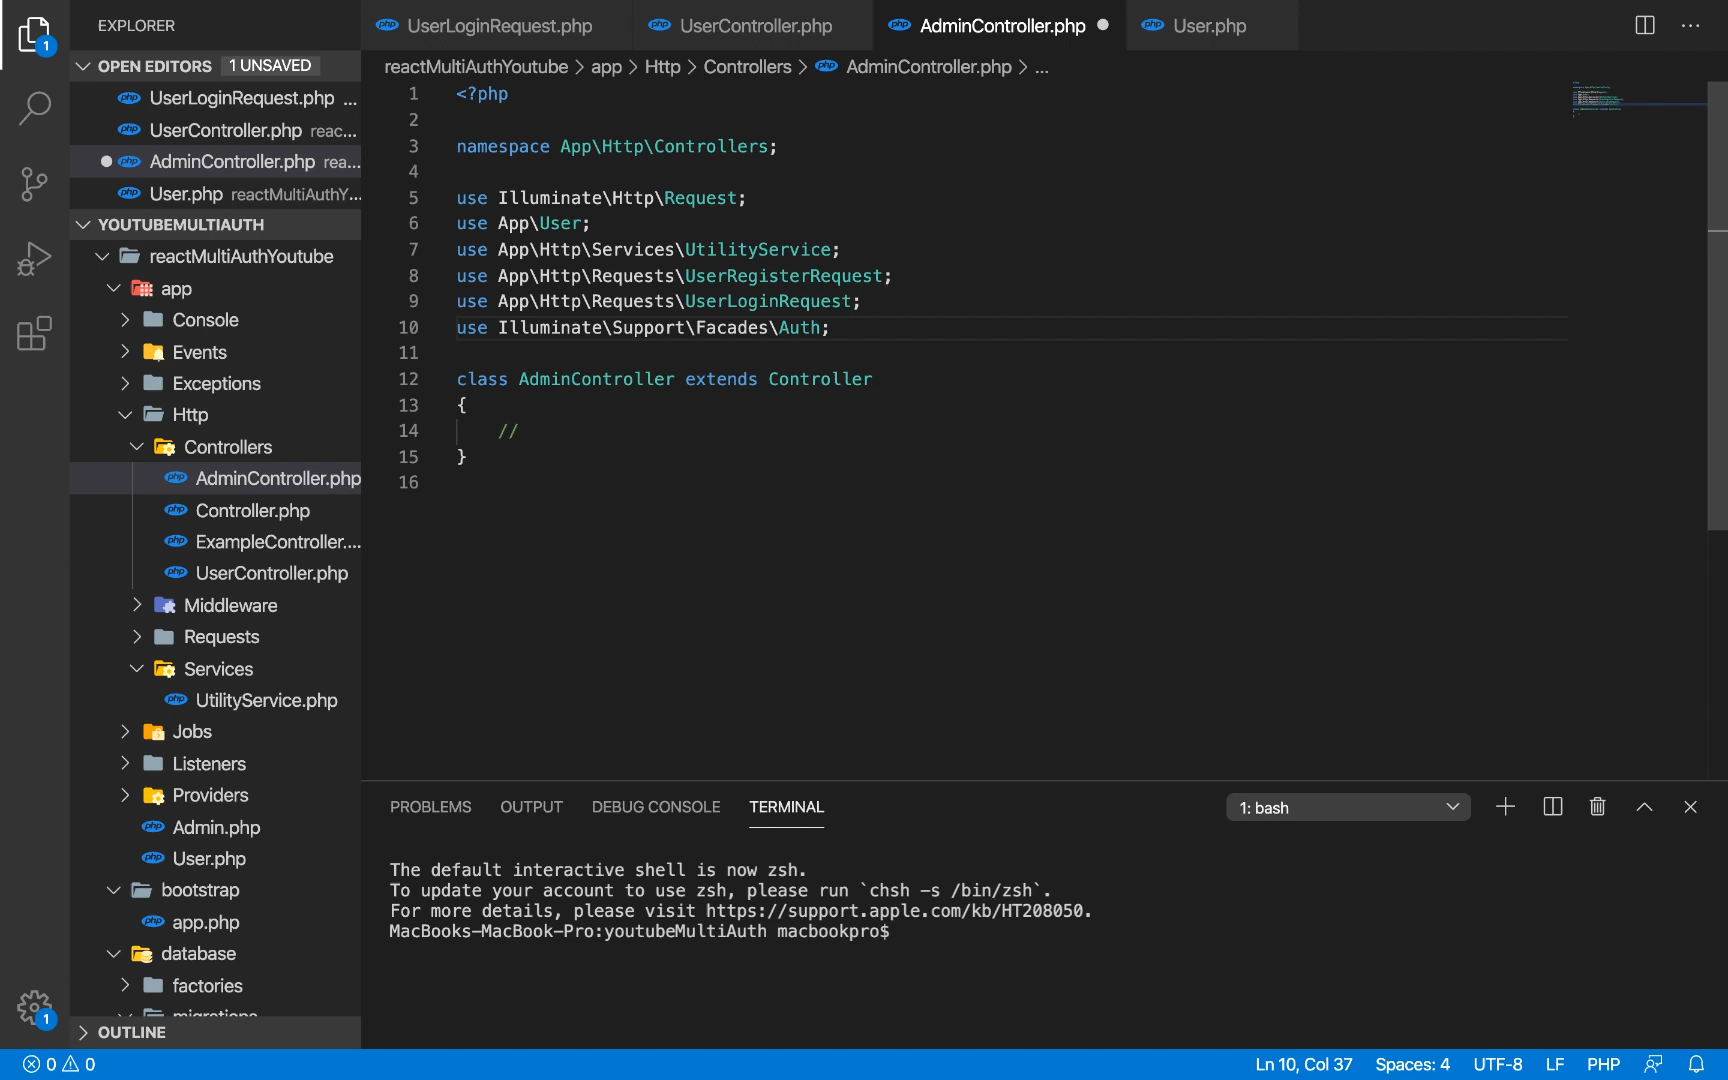 EXPLORER
OPEN EDITORS 1 UNSAVED
UserLoginRequest.php ...
UserController.php reac...
AdminController.php rea...
User.php reactMultiAuthY...
YOUTUBEMULTIAUTH
reactMultiAuthYoutube
app
Console
Events
Exceptions
Http
Controllers
AdminController.php
Controller.php
ExampleController....
UserController.php
Middleware
Requests
Services
UtilityService.php
Jobs
Listeners
Providers
Admin.php
User.php
bootstrap
app.php
database
factories
migrations
OUTLINE
UserLoginRequest.php UserController.php AdminController.php User.php
reactMultiAuthYoutube > app > Http > Controllers > AdminController.php > ...
1 <?php
2
3 namespace App\Http\Controllers;
4
5 use Illuminate\Http\Request;
6 use App\User;
7 use App\Http\Services\UtilityService;
8 use App\Http\Requests\UserRegisterRequest;
9 use App\Http\Requests\UserLoginRequest;
10 use Illuminate\Support\Facades\Auth;
11
12 class AdminController extends Controller
13 {
14 //
15 }
16
PROBLEMS OUTPUT DEBUG CONSOLE TERMINAL 1: bash
The default interactive shell is now zsh.
To update your account to use zsh, please run `chsh -s /bin/zsh`.
For more details, please visit https://support.apple.com/kb/HT208050.
MacBooks-MacBook-Pro:youtubeMultiAuth macbookpro$
0 0 Ln 10, Col 37 Spaces: 4 UTF-8 LF PHP